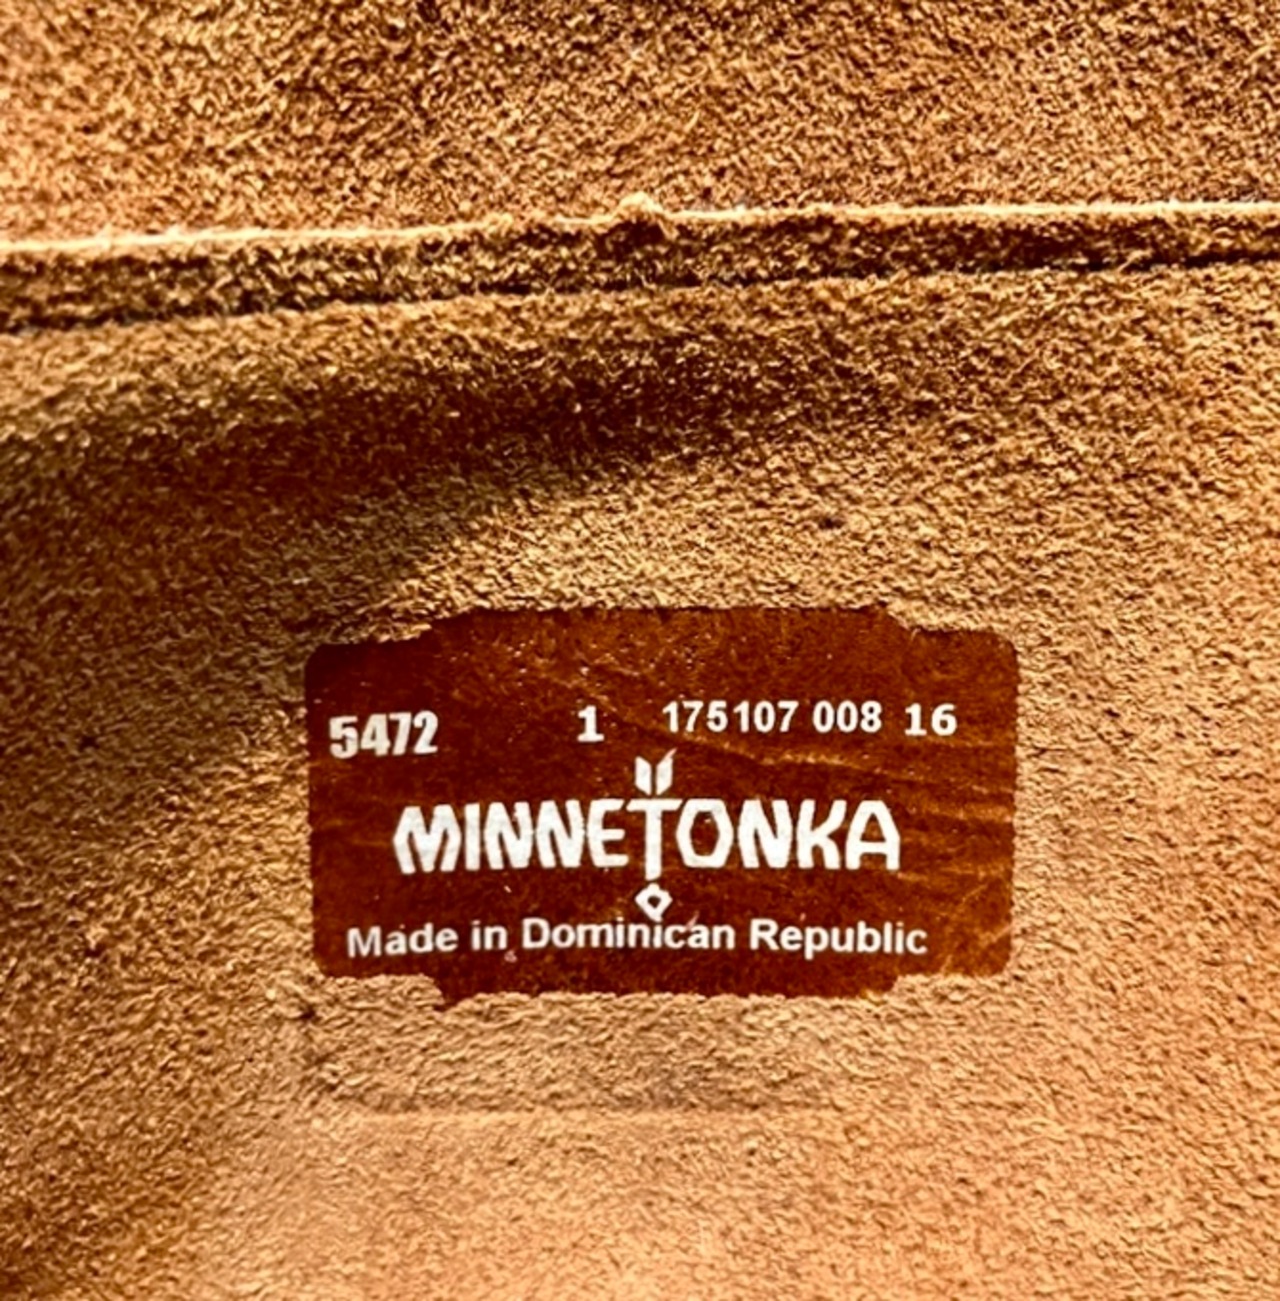 5472 1 175107 008 16
MINNETONKA
Made in Dominican Republic